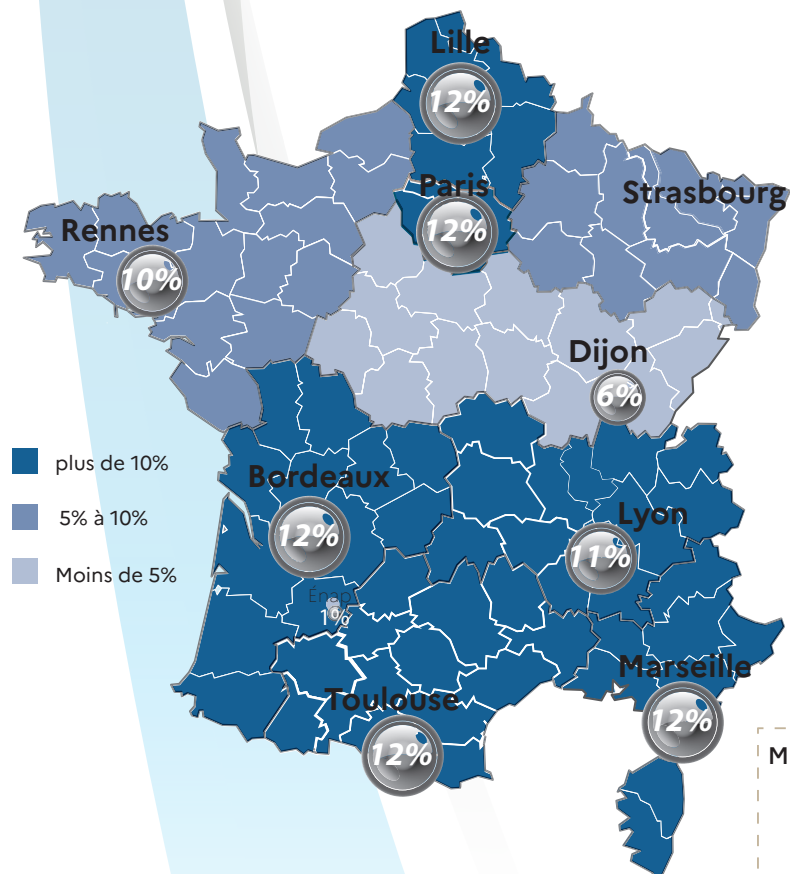 Lille
12%
Paris
12%
Strasbourg
Rennes
10%
Dijon
6%
plus de 10%
5% à 10%
Moins de 5%
Bordeaux
12%
Lyon
11%
Énap
1%
Marseille
12%
Toulouse
12%
M